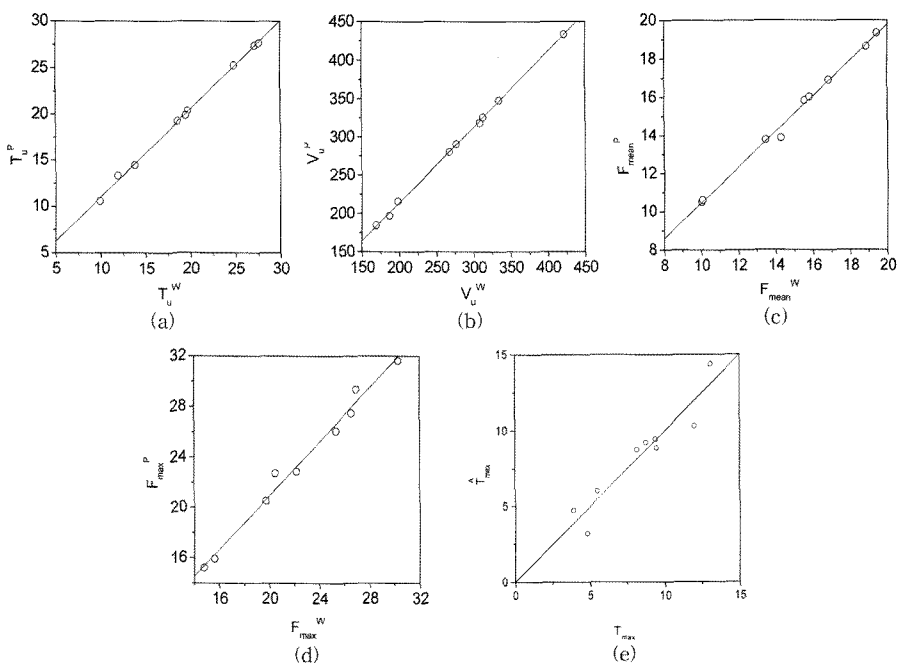 30
25
20
15
10
5
T_u^P
5 10 15 20 25 30
T_u^W
(a)
450
400
350
300
250
200
150
V_u^P
150 200 250 300 350 400 450
V_u^W
(b)
20
18
16
14
12
10
8
F_mean^P
8 10 12 14 16 18 20
F_mean^W
(c)
32
28
24
20
16
F_max^P
16 20 24 28 32
F_max^W
(d)
15
10
5
0
T̂_max
0 5 10 15
T_max
(e)